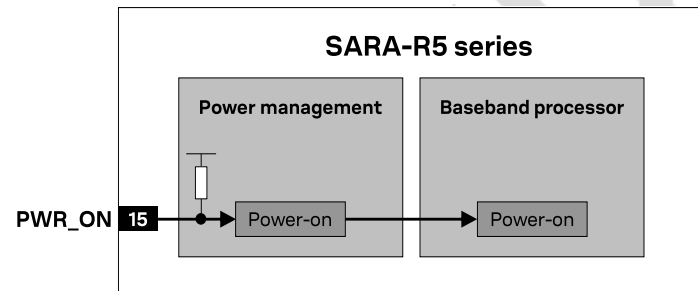 SARA-R5 series
Power management
Baseband processor
PWR_ON 15
Power-on
Power-on